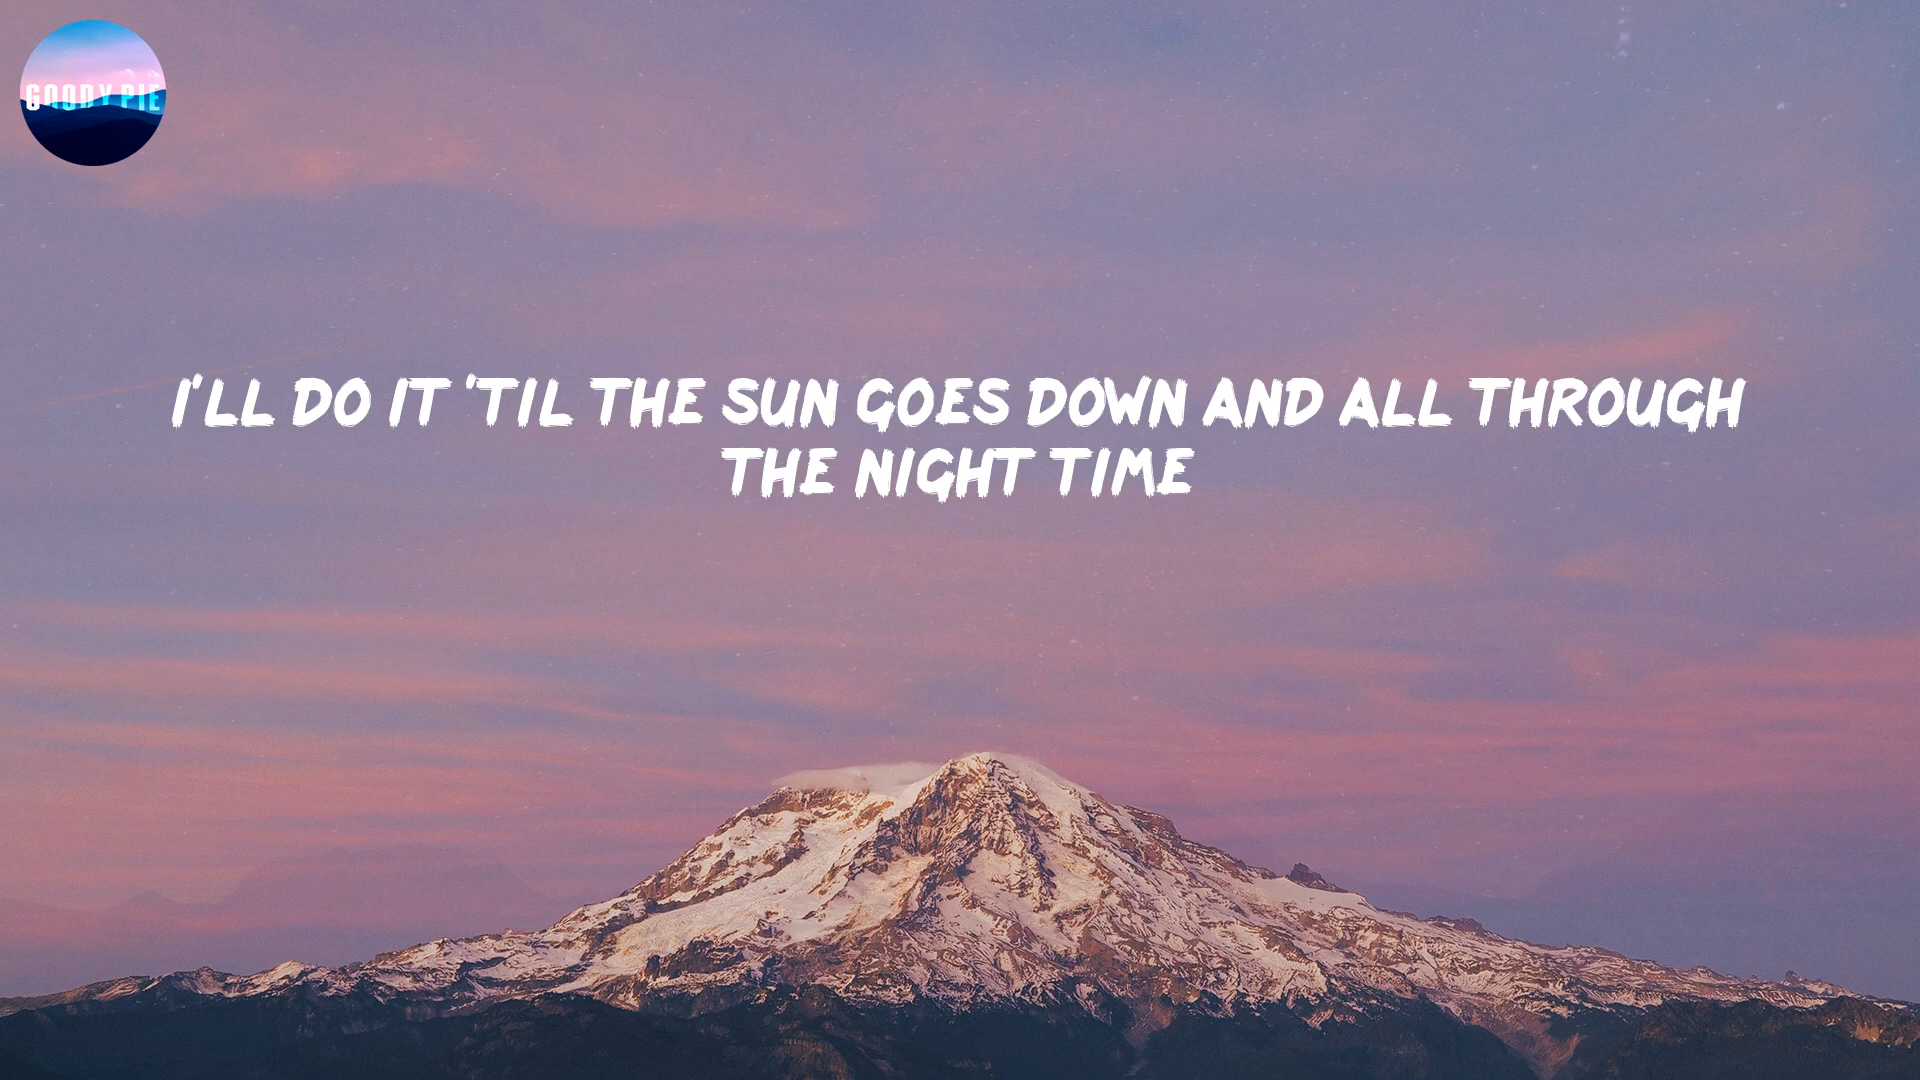 GOODY PIE
I'LL DO IT 'TIL THE SUN GOES DOWN AND ALL THROUGH
THE NIGHT TIME